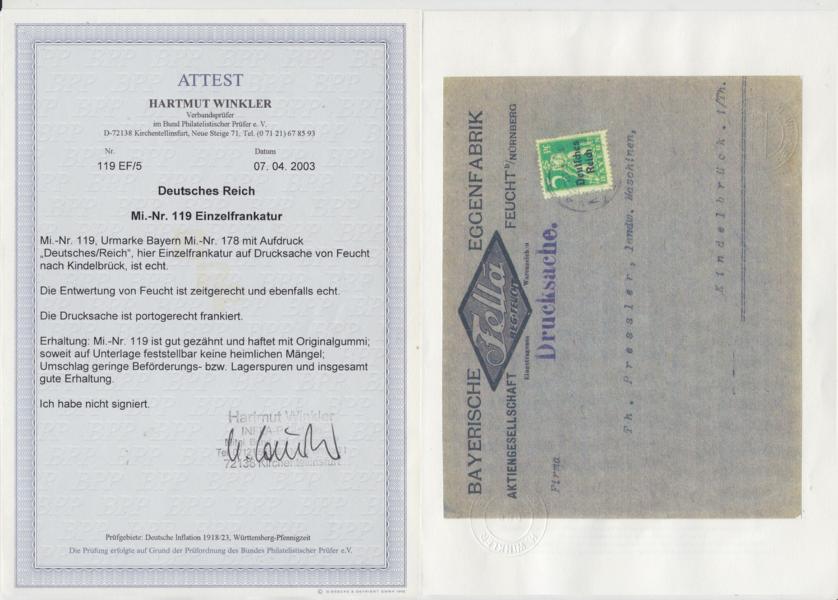 ATTEST
HARTMUT WINKLER
Verbandsprüfer
im Bund Philatelistischer Prüfer e. V.
D-72138 Kirchentellinsfurt, Neue Steige 71, Tel. (0 71 21) 67 85 93
Nr. Datum
119 EF/5 07. 04. 2003
Deutsches Reich
Mi.-Nr. 119 Einzelfrankatur
Mi.-Nr. 119, Urmarke Bayern Mi.-Nr. 178 mit Aufdruck
„Deutsches/Reich", hier Einzelfrankatur auf Drucksache von Feucht
nach Kindelbrück, ist echt.
Die Entwertung von Feucht ist zeitgerecht und ebenfalls echt.
Die Drucksache ist portogerecht frankiert.
Erhaltung: Mi.-Nr. 119 ist gut gezähnt und haftet mit Originalgummi;
soweit auf Unterlage feststellbar keine heimlichen Mängel;
Umschlag geringe Beförderungs- bzw. Lagerspuren und insgesamt
gute Erhaltung.
Ich habe nicht signiert.
Hartmut Winkler
72138 Kirchentellinsfurt
Prüfgebiete: Deutsche Inflation 1918/23, Württemberg-Pfennigzeit
Die Prüfung erfolgte auf Grund der Prüfordnung des Bundes Philatelistischer Prüfer e.V.
BAYERISCHE EGGENFABRIK
AKTIENGESELLSCHAFT FEUCHT b/NÜRNBERG
Fella
REG. FEUCHT
Eingetragenes Warenzeichen
Drucksache.
Deutsches
Reich
Firma
Th. Pressler, landw. Maschinen,
Kindelbrück. i/Th.
H. WINKLER